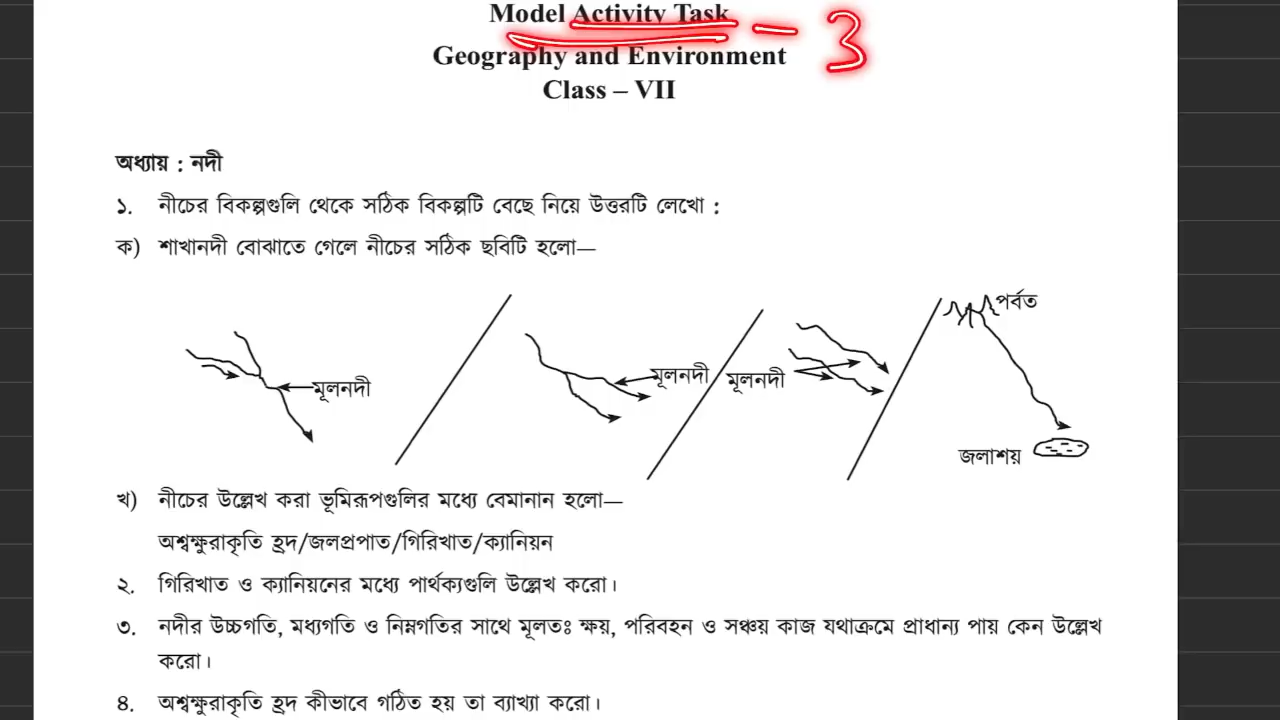 Model Activity Task - 3
Geography and Environment
Class – VII
অধ্যায় : নদী
১. নীচের বিকল্পগুলি থেকে সঠিক বিকল্পটি বেছে নিয়ে উত্তরটি লেখো :
ক) শাখানদী বোঝাতে গেলে নীচের সঠিক ছবিটি হলো—
পর্বত
মূলনদী
মূলনদী
মূলনদী
জলাশয়
খ) নীচের উল্লেখ করা ভূমিরূপগুলির মধ্যে বেমানান হলো—
অশ্বক্ষুরাকৃতি হ্রদ/জলপ্রপাত/গিরিখাত/ক্যানিয়ন
২. গিরিখাত ও ক্যানিয়নের মধ্যে পার্থক্যগুলি উল্লেখ করো।
৩. নদীর উচ্চগতি, মধ্যগতি ও নিম্নগতির সাথে মূলতঃ ক্ষয়, পরিবহন ও সঞ্চয় কাজ যথাক্রমে প্রাধান্য পায় কেন উল্লেখ
করো।
৪. অশ্বক্ষুরাকৃতি হ্রদ কীভাবে গঠিত হয় তা ব্যাখ্যা করো।